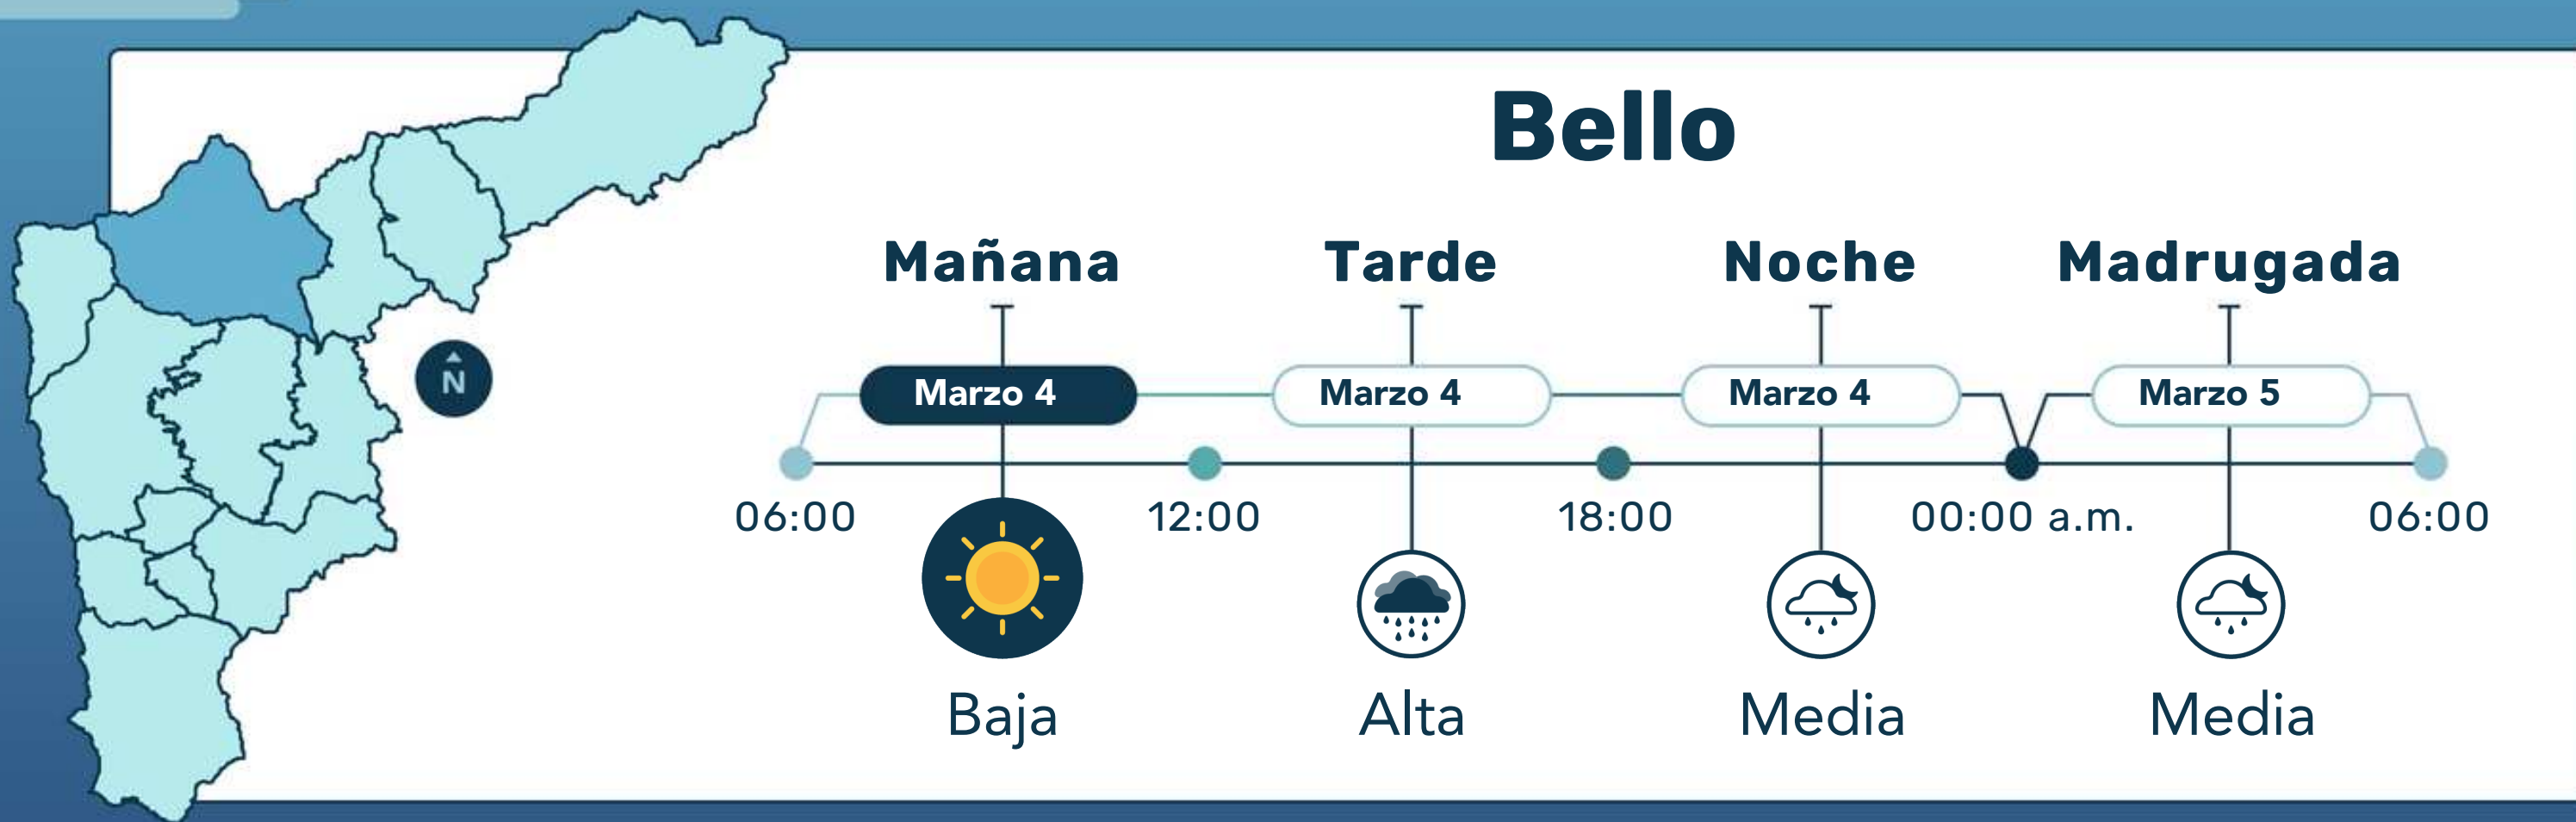 Bello
Mañana Tarde Noche Madrugada
Marzo 4 Marzo 4 Marzo 4 Marzo 5
N
06:00 12:00 18:00 00:00 a.m. 06:00
Baja Alta Media Media